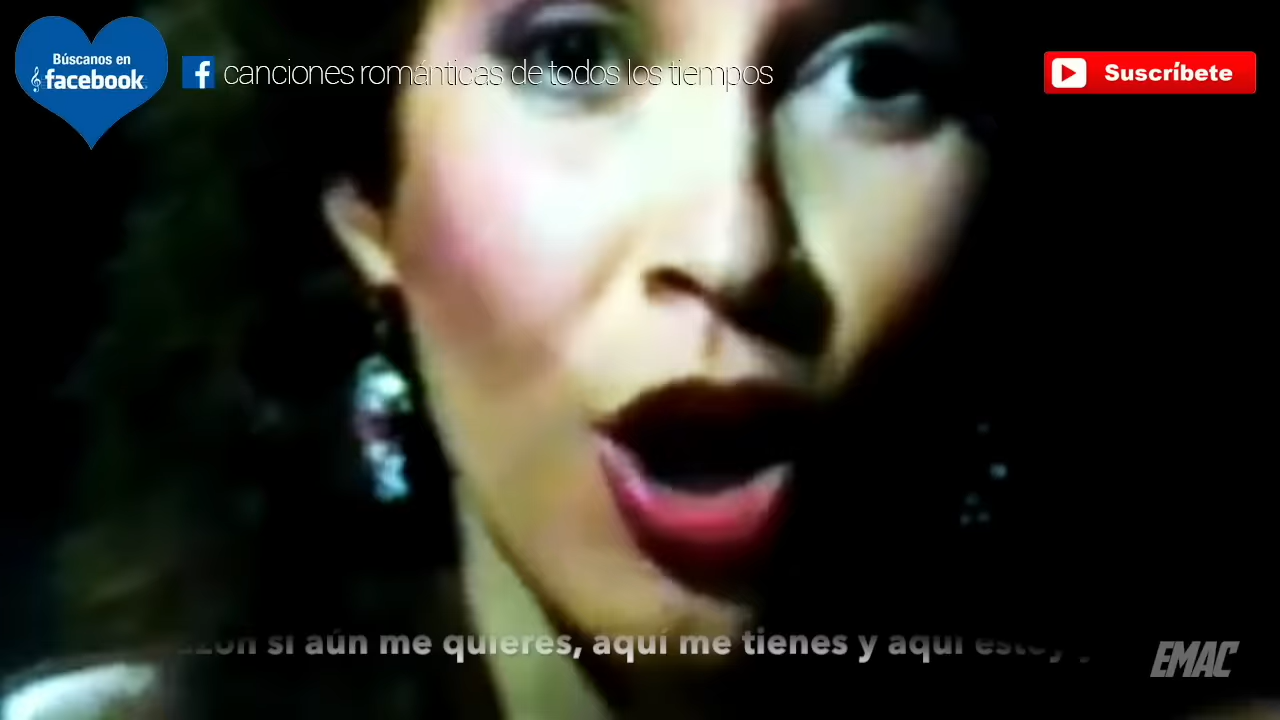 Búscanos en
facebook
canciones románticas de todos los tiempos
Suscríbete
si aún me quieres, aquí me tienes y aquí estoy
EMAC